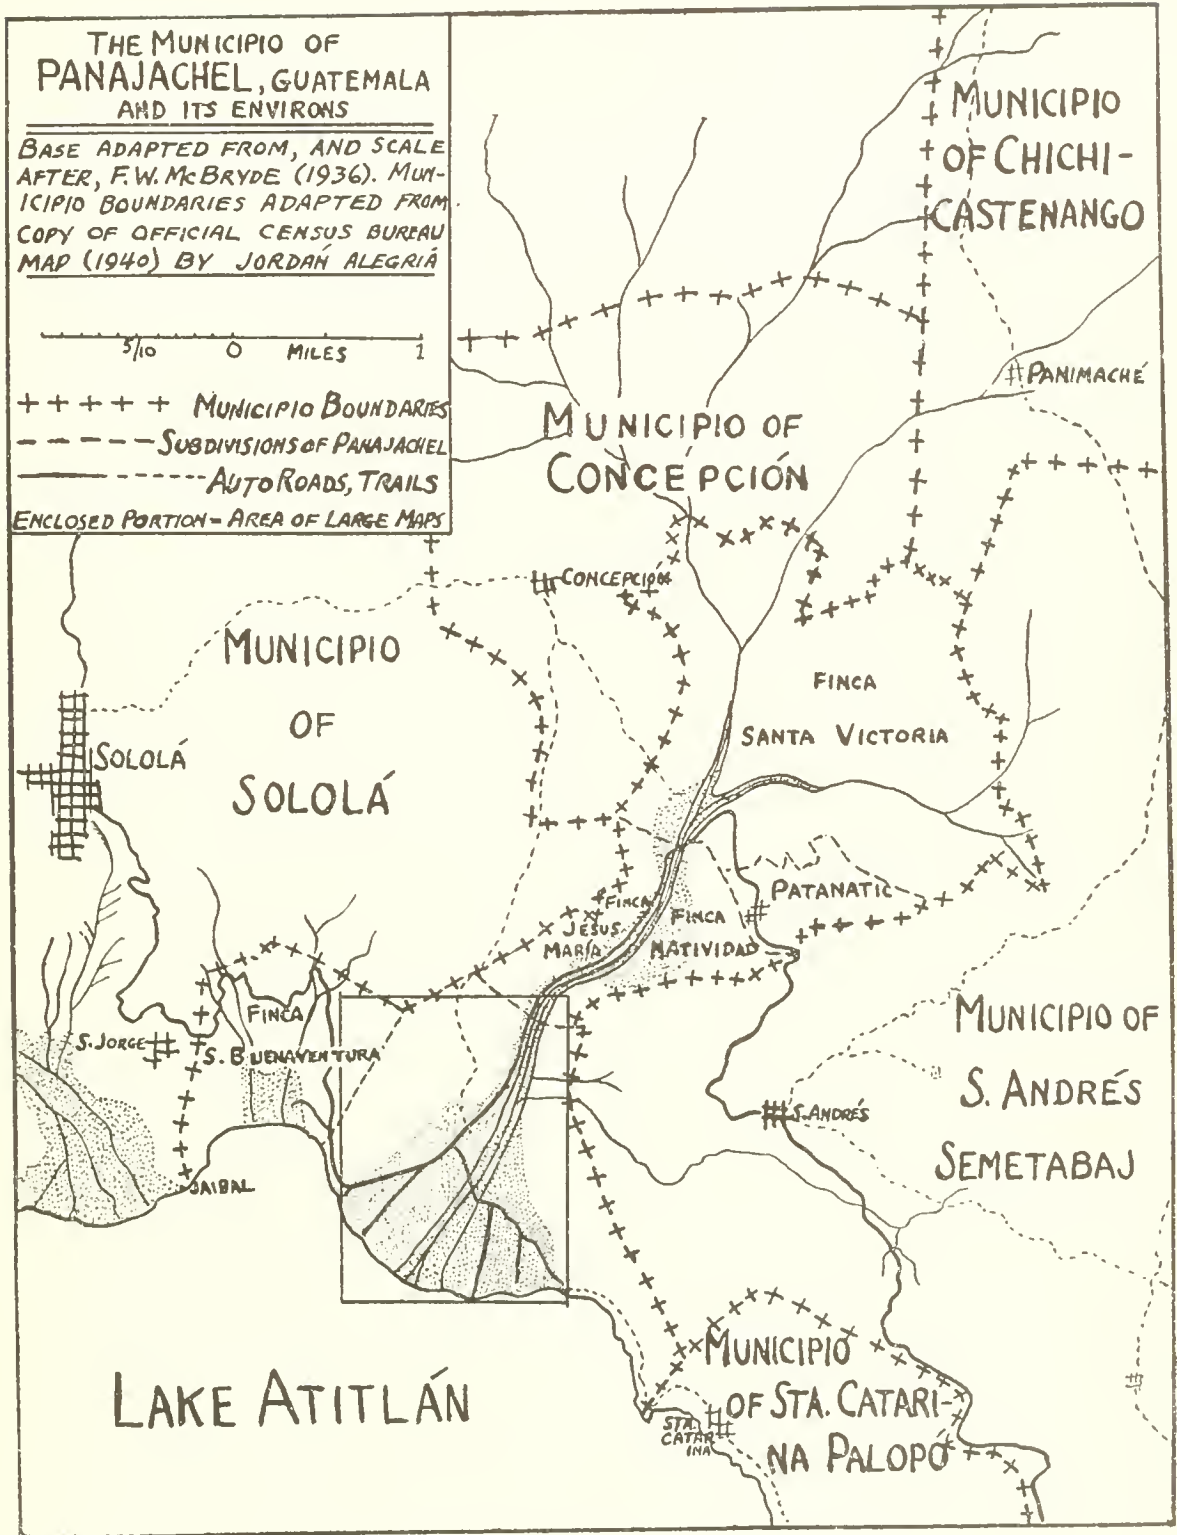 THE MUNICIPIO OF
PANAJACHEL, GUATEMALA
AND ITS ENVIRONS
BASE ADAPTED FROM, AND SCALE
AFTER, F.W. MCBRYDE (1936). MUN-
ICIPIO BOUNDARIES ADAPTED FROM
COPY OF OFFICIAL CENSUS BUREAU
MAP (1940) BY JORDÁN ALEGRIÁ
5/10 0 MILES 1
MUNICIPIO BOUNDARIES
SUBDIVISIONS OF PANAJACHEL
AUTO ROADS, TRAILS
ENCLOSED PORTION = AREA OF LARGE MAPS
MUNICIPIO
OF CHICHI-
CASTENANGO
PANIMACHÉ
MUNICIPIO OF
CONCEPCIÓN
CONCEPCION
MUNICIPIO
OF
SOLOLÁ
SOLOLÁ
FINCA
SANTA VICTORIA
PATANATIC
FINCA
JESUS
MARÍA
FINCA
NATIVIDAD
FINCA
S. BUENAVENTURA
S. JORGE
JAIBAL
MUNICIPIO OF
S. ANDRÉS
SEMETABAJ
S. ANDRÉS
LAKE ATITLÁN
MUNICIPIO
OF STA. CATARI-
NA PALOPÓ
STA.
CATAR
INA